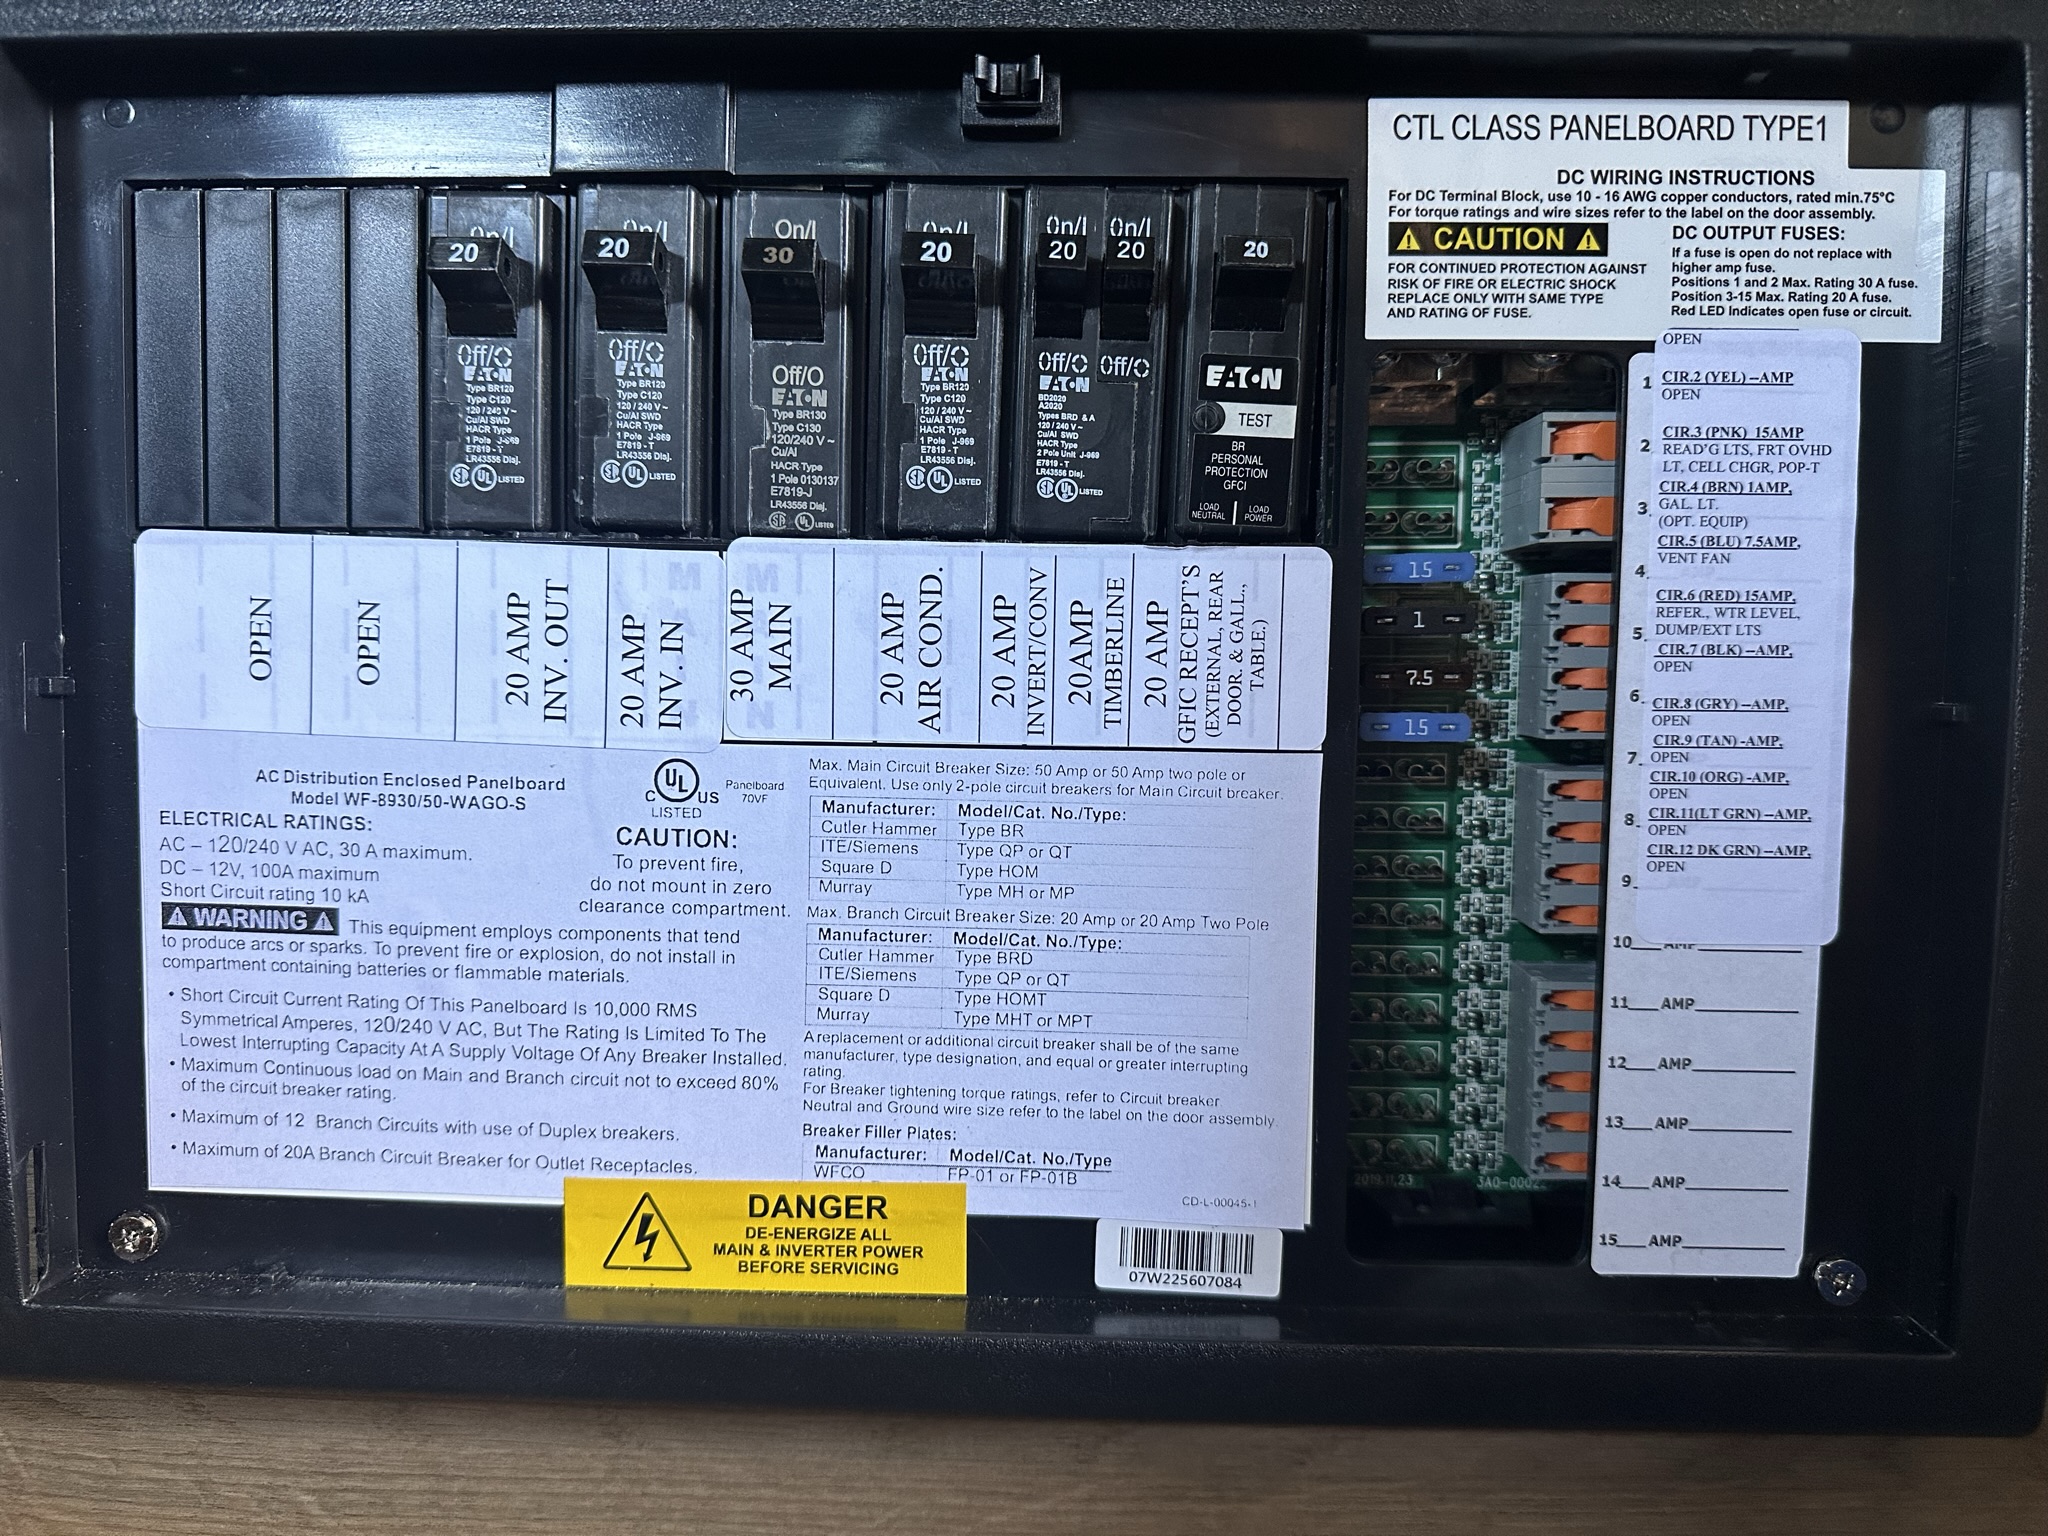 CTL CLASS PANELBOARD TYPE1
DC WIRING INSTRUCTIONS
For DC Terminal Block, use 10 - 16 AWG copper conductors, rated min.75°C
For torque ratings and wire sizes refer to the label on the door assembly.
CAUTION
FOR CONTINUED PROTECTION AGAINST
RISK OF FIRE OR ELECTRIC SHOCK
REPLACE ONLY WITH SAME TYPE
AND RATING OF FUSE.
DC OUTPUT FUSES:
If a fuse is open do not replace with
higher amp fuse.
Positions 1 and 2 Max. Rating 30 A fuse.
Position 3-15 Max. Rating 20 A fuse.
Red LED Indicates open fuse or circuit.
On/I
20
Off/O
EATON
Type BR120
Type C120
120 / 240 V ~
Cu/Al SWD
HACR Type
1 Pole J-969
E7819 - T
LR43556 Disj.
LISTED
On/I
20
Off/O
EATON
Type BR120
Type C120
120 / 240 V ~
Cu/Al SWD
HACR Type
1 Pole J-969
E7819 - T
LR43556 Disj.
LISTED
On/I
30
Off/O
EATON
Type BR130
Type C130
120/240 V ~
Cu/Al
HACR Type
1 Pole 0130137
E7819-J
LR43556 Disj.
LISTED
On/I
20
Off/O
EATON
Type BR120
Type C120
120 / 240 V ~
Cu/Al SWD
HACR Type
1 Pole J-969
E7819 - T
LR43556 Disj.
LISTED
On/I On/I
20 20
Off/O Off/O
EATON
BD2020
A2020
Types BRD & A
120 / 240 V ~
Cu/Al SWD
HACR Type
2 Pole Unit J-969
E7819 - T
LR43556 Disj.
LISTED
20
EATON
TEST
BR
PERSONAL
PROTECTION
GFCI
LOAD NEUTRAL
LOAD POWER
OPEN
OPEN
20 AMP
INV. OUT
20 AMP
INV. IN
30 AMP
MAIN
20 AMP
AIR COND.
20 AMP
INVERT/CONV
20AMP
TIMBERLINE
20 AMP
GFIC RECEPT'S
(EXTERNAL, REAR
DOOR. & GALL.,
TABLE.)
AC Distribution Enclosed Panelboard
Model WF-8930/50-WAGO-S
C UL US
LISTED
Panelboard
70VF
ELECTRICAL RATINGS:
AC – 120/240 V AC, 30 A maximum.
DC – 12V, 100A maximum
Short Circuit rating 10 kA
CAUTION:
To prevent fire,
do not mount in zero
clearance compartment.
WARNING This equipment employs components that tend
to produce arcs or sparks. To prevent fire or explosion, do not install in
compartment containing batteries or flammable materials.
• Short Circuit Current Rating Of This Panelboard Is 10,000 RMS
Symmetrical Amperes, 120/240 V AC, But The Rating Is Limited To The
Lowest Interrupting Capacity At A Supply Voltage Of Any Breaker Installed.
• Maximum Continuous load on Main and Branch circuit not to exceed 80%
of the circuit breaker rating.
• Maximum of 12 Branch Circuits with use of Duplex breakers.
• Maximum of 20A Branch Circuit Breaker for Outlet Receptacles.
Max. Main Circuit Breaker Size: 50 Amp or 50 Amp two pole or
Equivalent. Use only 2-pole circuit breakers for Main Circuit breaker.
Manufacturer: Model/Cat. No./Type:
Cutler Hammer Type BR
ITE/Siemens Type QP or QT
Square D Type HOM
Murray Type MH or MP
Max. Branch Circuit Breaker Size: 20 Amp or 20 Amp Two Pole
Manufacturer: Model/Cat. No./Type:
Cutler Hammer Type BRD
ITE/Siemens Type QP or QT
Square D Type HOMT
Murray Type MHT or MPT
A replacement or additional circuit breaker shall be of the same
manufacturer, type designation, and equal or greater interrupting
rating.
For Breaker tightening torque ratings, refer to Circuit breaker.
Neutral and Ground wire size refer to the label on the door assembly.
Breaker Filler Plates:
Manufacturer: Model/Cat. No./Type
WFCO FP-01 or FP-01B
CD-L-00045-1
DANGER
DE-ENERGIZE ALL
MAIN & INVERTER POWER
BEFORE SERVICING
07W225607084
15
1
7.5
15
2019.11.23
OPEN
1 CIR.2 (YEL) –AMP
OPEN
CIR.3 (PNK) 15AMP
2 READ'G LTS, FRT OVHD
LT, CELL CHGR, POP-T
CIR.4 (BRN) 1AMP,
3 GAL. LT.
(OPT. EQUIP)
CIR.5 (BLU) 7.5AMP,
4 VENT FAN
CIR.6 (RED) 15AMP,
REFER., WTR LEVEL,
5 DUMP/EXT LTS
CIR.7 (BLK) –AMP,
OPEN
6 CIR.8 (GRY) –AMP,
OPEN
CIR.9 (TAN) -AMP,
7 OPEN
CIR.10 (ORG) -AMP,
OPEN
8 CIR.11(LT GRN) –AMP,
OPEN
CIR.12 DK GRN) –AMP,
OPEN
9
10 AMP
11___ AMP
12___ AMP
13___ AMP
14___ AMP
15___ AMP